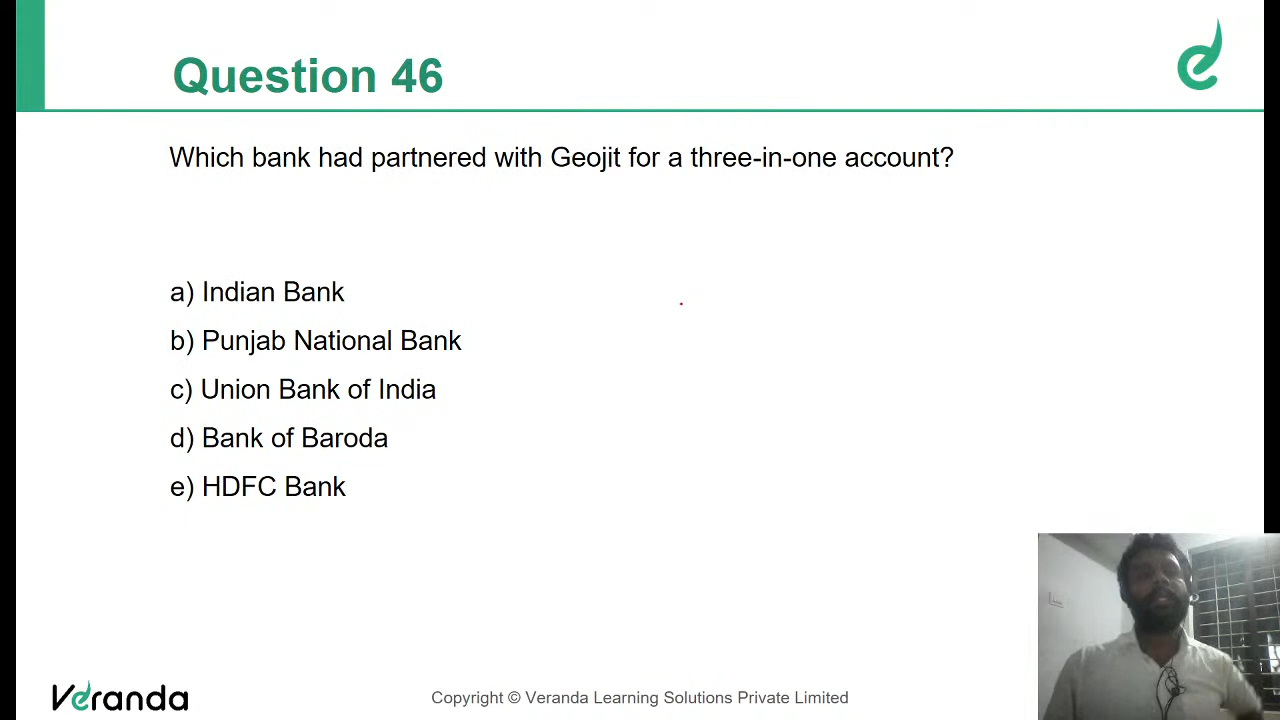 Question 46
Which bank had partnered with Geojit for a three-in-one account?
a) Indian Bank
b) Punjab National Bank
c) Union Bank of India
d) Bank of Baroda
e) HDFC Bank
Veranda
Copyright © Veranda Learning Solutions Private Limited